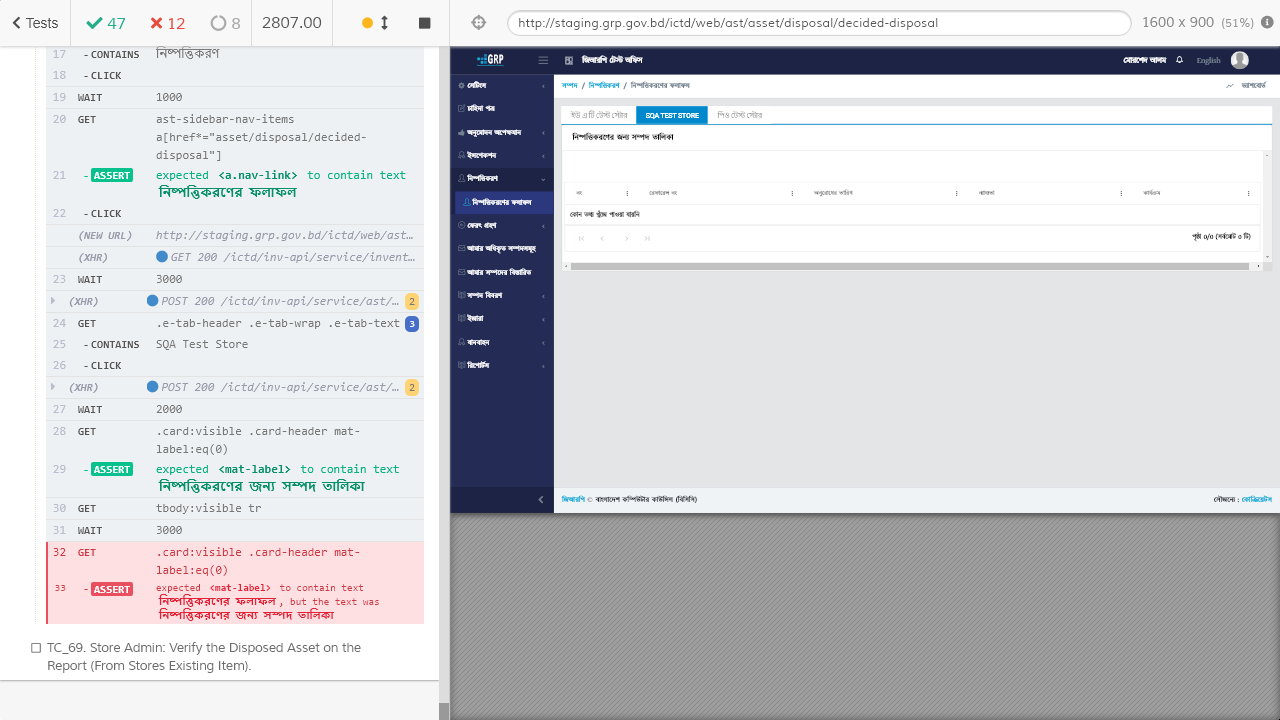 Tests
47
12
8
2807.00
http://staging.grp.gov.bd/ictd/web/ast/asset/disposal/decided-disposal
1600 x 900 (51%)
17 - CONTAINS নিষ্পত্তিকরণ
18 - CLICK
19 WAIT 10000
20 GET ast-sidebar-nav-items a[href="asset/disposal/decided-
disposal"]
21 - ASSERT expected <mnav-link> to contain text
নিষ্পত্তিকরণের ফলাফল
22 - CLICK
(NEW URL) http://staging.grp.gov.bd/ictd/web/ast…
(XHR) GET 200 /ictd/inv-api/service/invent…
23 WAIT 3000
(XHR) POST 200 /ictd/inv-api/service/ast/… 2
24 GET .e-tab-header .e-tab-wrap .e-tab-text 3
25 - CONTAINS SQA Test Store
26 - CLICK
(XHR) POST 200 /ictd/inv-api/service/ast/… 2
27 WAIT 2000
28 GET .card:visible .card-header mat-
label:eq(0)
29 - ASSERT expected <mat-label> to contain text
নিষ্পত্তিকরণের জন্য সম্পদ তালিকা
30 GET tbody:visible tr
31 WAIT 3000
32 GET .card:visible .card-header mat-
label:eq(0)
33 - ASSERT expected <mat-label> to contain text
নিষ্পত্তিকরণের ফলাফল, but the text was
নিষ্পত্তিকরণের জন্য সম্পদ তালিকা
TC_69. Store Admin: Verify the Disposed Asset on the
Report (From Stores Existing Item).
GRP
জিআরপি টেস্ট অফিস
মোরশেদ আলম
English
সেটিংস
চাহিদা পত্র
অনুমোদন অপেক্ষমান
ইন্সপেকশন
নিষ্পত্তিকরণ
নিষ্পত্তিকরণের ফলাফল
ফেরৎ গ্রহণ
আমার অধিকৃত সম্পদসমূহ
আমার সম্পদের বিস্তারিত
সম্পদ বিবরণ
ইজারা
যানবাহন
রিপোর্টস
সম্পদ / নিষ্পত্তিকরণ / নিষ্পত্তিকরণের ফলাফল
ড্যাশবোর্ড
ইউ এ টি টেস্ট স্টোর
SQA TEST STORE
পিও টেস্ট স্টোর
নিষ্পত্তিকরণের জন্য সম্পদ তালিকা
নং
রেফারেন্স নং
অনুরোধের তারিখ
কার্যক্রম
কোন তথ্য খুঁজে পাওয়া যায়নি
পৃষ্ঠা ০/০ (সর্বমোট ০ টি)
জিআরপি © বাংলাদেশ কম্পিউটার কাউন্সিল (বিসিসি)
সৌজন্যে :